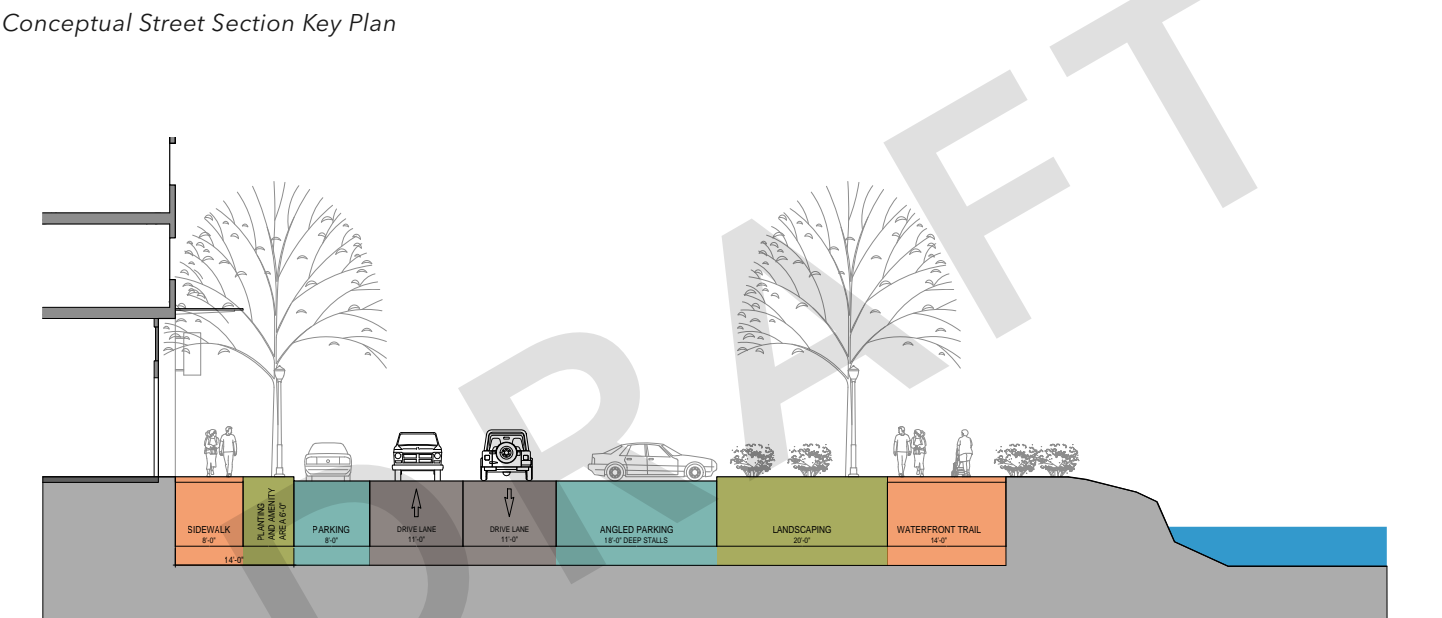 Conceptual Street Section Key Plan
DRAFT
SIDEWALK
8'-0"
PLANTING
AND AMENITY
AREA 6'-0"
14'-0"
PARKING
8'-0"
DRIVE LANE
11'-0"
DRIVE LANE
11'-0"
ANGLED PARKING
18'-0" DEEP STALLS
LANDSCAPING
20'-0"
WATERFRONT TRAIL
14'-0"